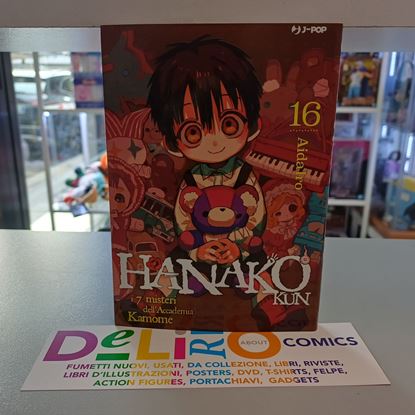 J-POP
16
AidaIro
HANAKO
KUN
i 7 misteri
dell'Accademia
Kamome
DeLiRiO ABOUT COMICS
FUMETTI NUOVI, USATI, DA COLLEZIONE, LIBRI, RIVISTE,
LIBRI D'ILLUSTRAZIONI, POSTERS, DVD, T-SHIRTS, FELPE,
ACTION FIGURES, PORTACHIAVI, GADGETS